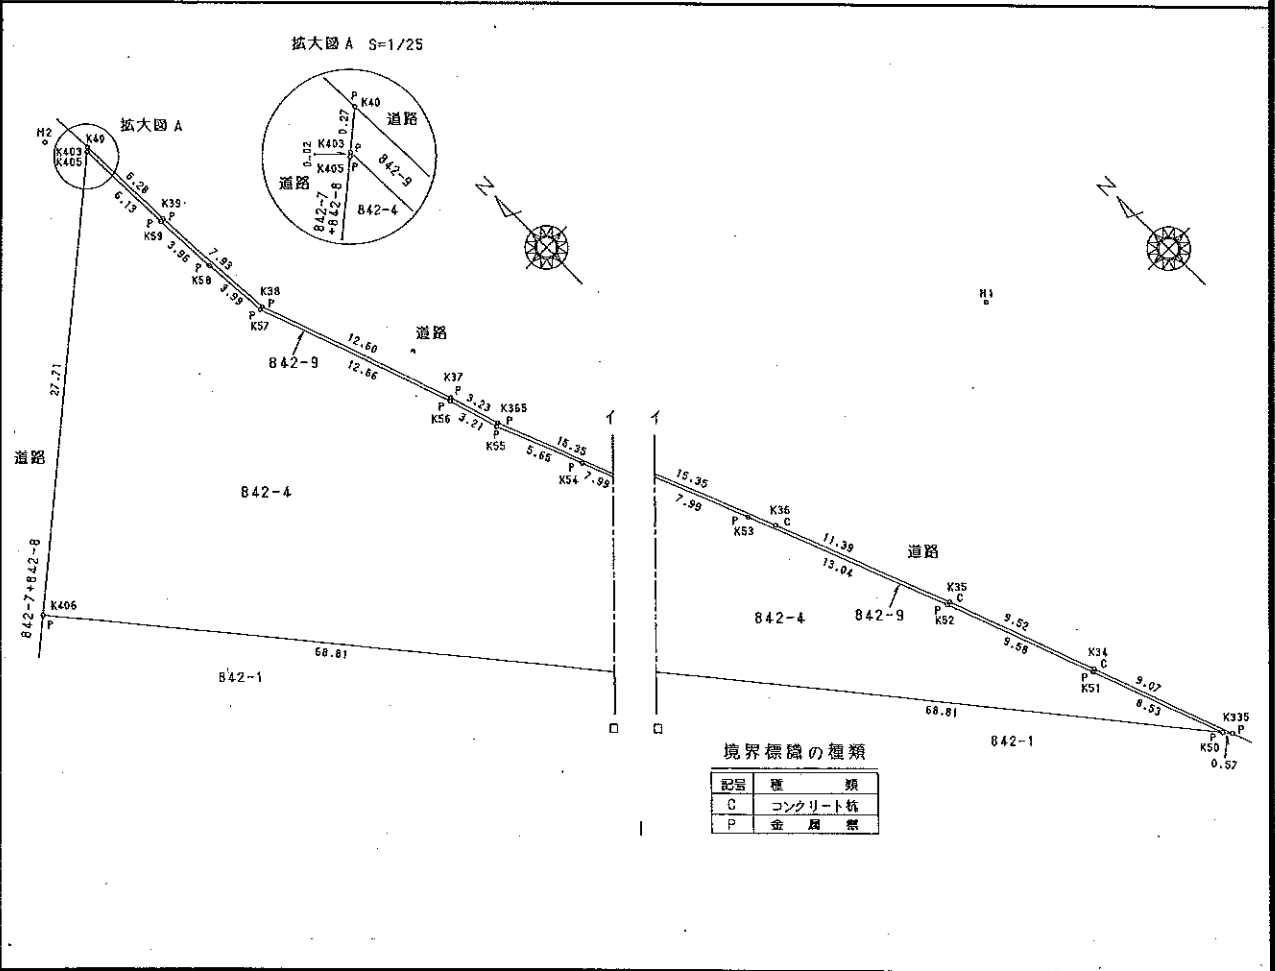 拡大図 A S=1/25
P
K40
道路
0.27
K403
P
0.02
K405
P
道路
842-9
842-7
+842-8
842-4
拡大図 A
M2
K40
K403
K405
6.28
6.13
K39
P
P
K59
3.96
7.93
P
K58
3.99
K38
P
P
K57
842-9
12.60
12.66
道路
K37
P
P
K56
3.23
3.21
K365
P
P
K55
15.35
5.65
P
K54
7.99
27.71
道路
842-4
842-7+842-8
K406
P
68.81
842-1
イ
イ
ロ
ロ
N
N
M1
15.35
7.99
P
K53
K36
C
11.39
13.04
道路
842-4
842-9
K35
C
P
K52
9.52
9.58
K34
C
P
K51
9.07
8.53
K335
P
P
K50
0.57
68.81
842-1
境界標識の種類
記号 種 類
C コンクリート杭
P 金 属 標